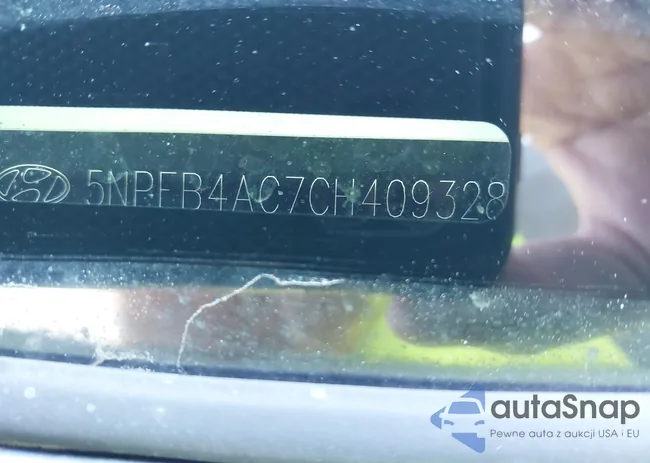 5NPEB4AC7CH409328
autaSnap
Pewne auta z aukcji USA i EU